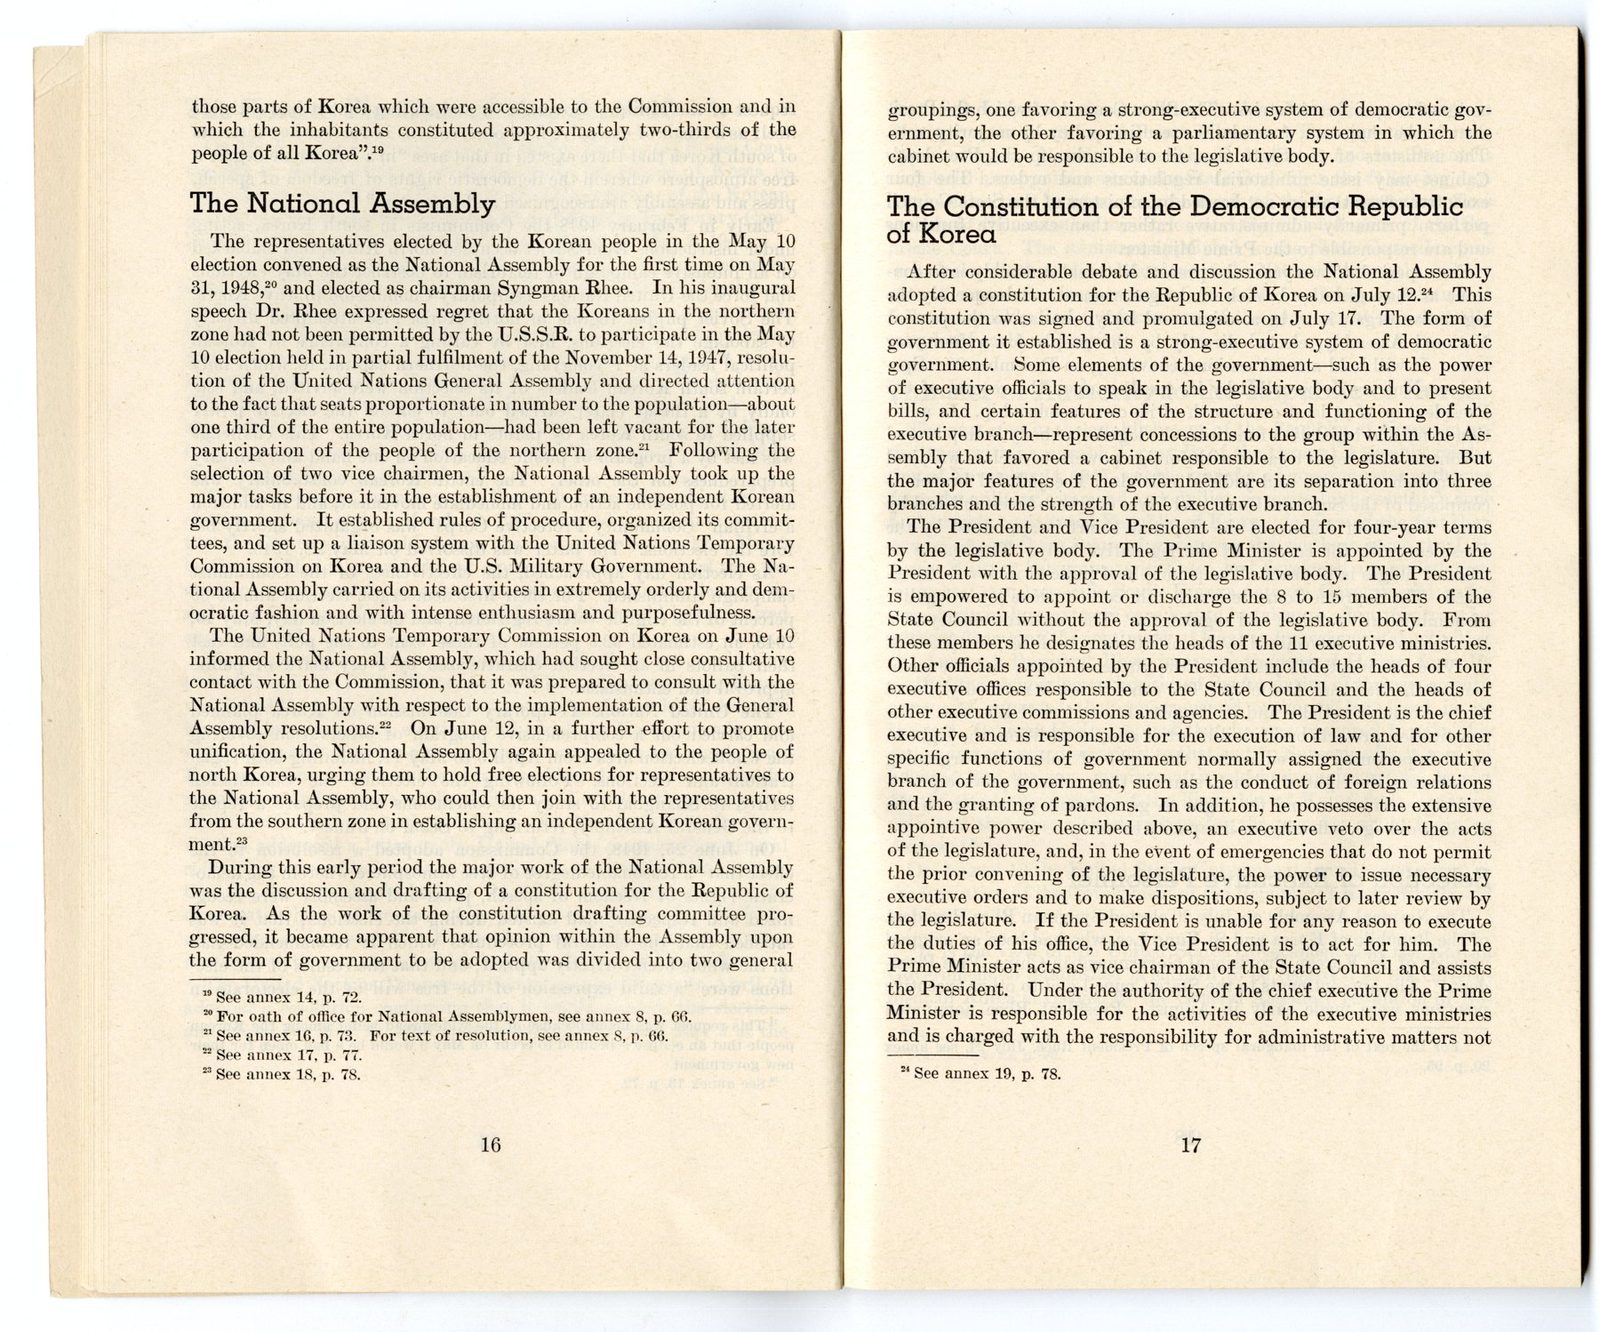 those parts of Korea which were accessible to the Commission and in
which the inhabitants constituted approximately two-thirds of the
people of all Korea”.¹⁹
The National Assembly
The representatives elected by the Korean people in the May 10
election convened as the National Assembly for the first time on May
31, 1948,²⁰ and elected as chairman Syngman Rhee. In his inaugural
speech Dr. Rhee expressed regret that the Koreans in the northern
zone had not been permitted by the U.S.S.R. to participate in the May
10 election held in partial fulfilment of the November 14, 1947, resolu-
tion of the United Nations General Assembly and directed attention
to the fact that seats proportionate in number to the population—about
one third of the entire population—had been left vacant for the later
participation of the people of the northern zone.²¹ Following the
selection of two vice chairmen, the National Assembly took up the
major tasks before it in the establishment of an independent Korean
government. It established rules of procedure, organized its commit-
tees, and set up a liaison system with the United Nations Temporary
Commission on Korea and the U.S. Military Government. The Na-
tional Assembly carried on its activities in extremely orderly and dem-
ocratic fashion and with intense enthusiasm and purposefulness.
The United Nations Temporary Commission on Korea on June 10
informed the National Assembly, which had sought close consultative
contact with the Commission, that it was prepared to consult with the
National Assembly with respect to the implementation of the General
Assembly resolutions.²² On June 12, in a further effort to promote
unification, the National Assembly again appealed to the people of
north Korea, urging them to hold free elections for representatives to
the National Assembly, who could then join with the representatives
from the southern zone in establishing an independent Korean govern-
ment.²³
During this early period the major work of the National Assembly
was the discussion and drafting of a constitution for the Republic of
Korea. As the work of the constitution drafting committee pro-
gressed, it became apparent that opinion within the Assembly upon
the form of government to be adopted was divided into two general
¹⁹ See annex 14, p. 72.
²⁰ For oath of office for National Assemblymen, see annex 8, p. 66.
²¹ See annex 16, p. 73. For text of resolution, see annex 8, p. 66.
²² See annex 17, p. 77.
²³ See annex 18, p. 78.
16
groupings, one favoring a strong-executive system of democratic gov-
ernment, the other favoring a parliamentary system in which the
cabinet would be responsible to the legislative body.
The Constitution of the Democratic Republic
of Korea
After considerable debate and discussion the National Assembly
adopted a constitution for the Republic of Korea on July 12.²⁴ This
constitution was signed and promulgated on July 17. The form of
government it established is a strong-executive system of democratic
government. Some elements of the government—such as the power
of executive officials to speak in the legislative body and to present
bills, and certain features of the structure and functioning of the
executive branch—represent concessions to the group within the As-
sembly that favored a cabinet responsible to the legislature. But
the major features of the government are its separation into three
branches and the strength of the executive branch.
The President and Vice President are elected for four-year terms
by the legislative body. The Prime Minister is appointed by the
President with the approval of the legislative body. The President
is empowered to appoint or discharge the 8 to 15 members of the
State Council without the approval of the legislative body. From
these members he designates the heads of the 11 executive ministries.
Other officials appointed by the President include the heads of four
executive offices responsible to the State Council and the heads of
other executive commissions and agencies. The President is the chief
executive and is responsible for the execution of law and for other
specific functions of government normally assigned the executive
branch of the government, such as the conduct of foreign relations
and the granting of pardons. In addition, he possesses the extensive
appointive power described above, an executive veto over the acts
of the legislature, and, in the event of emergencies that do not permit
the prior convening of the legislature, the power to issue necessary
executive orders and to make dispositions, subject to later review by
the legislature. If the President is unable for any reason to execute
the duties of his office, the Vice President is to act for him. The
Prime Minister acts as vice chairman of the State Council and assists
the President. Under the authority of the chief executive the Prime
Minister is responsible for the activities of the executive ministries
and is charged with the responsibility for administrative matters not
²⁴ See annex 19, p. 78.
17